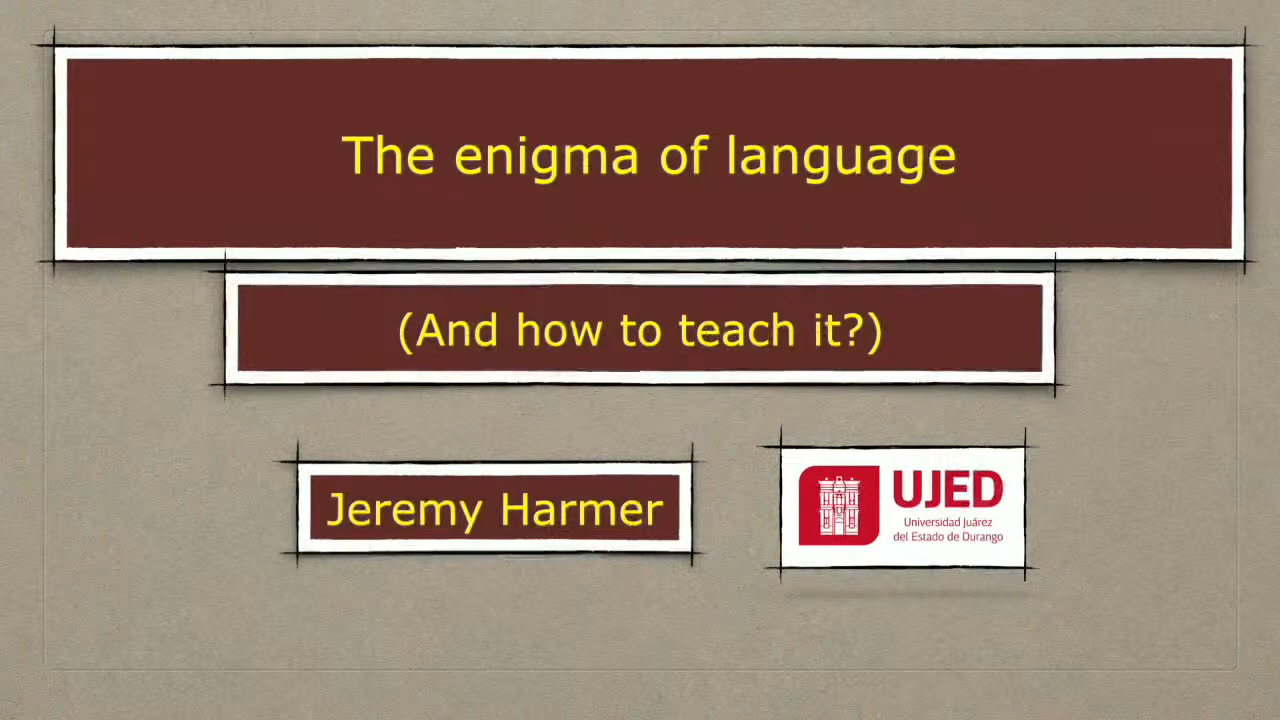 The enigma of language
(And how to teach it?)
Jeremy Harmer
UJED
Universidad Juárez
del Estado de Durango